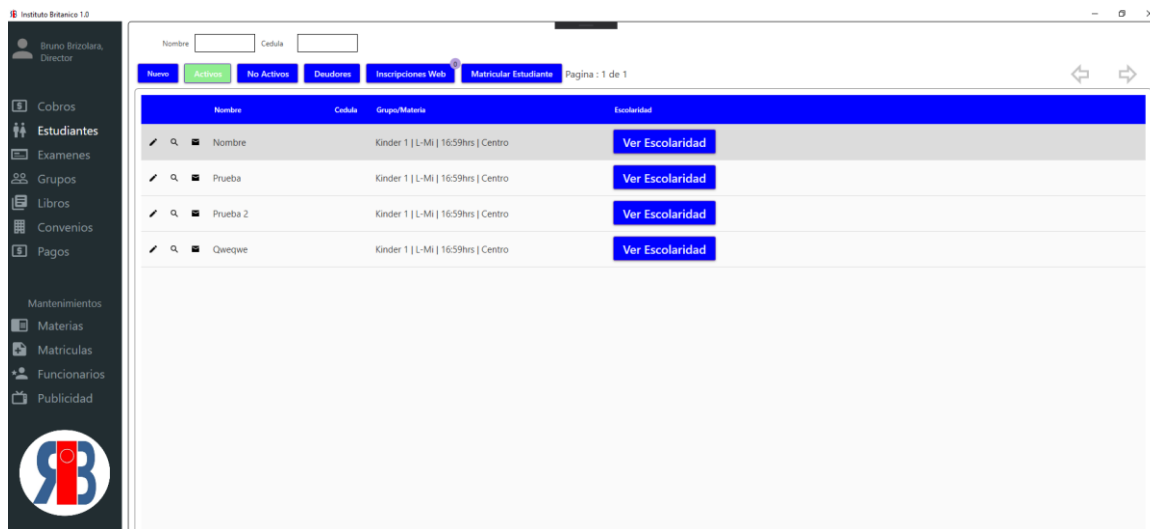 Instituto Britanico 1.0
Bruno Brizolara,
Director
Cobros
Estudiantes
Examenes
Grupos
Libros
Convenios
Pagos
Mantenimientos
Materias
Matriculas
Funcionarios
Publicidad
Nombre Cedula
Nuevo Activos No Activos Deudores Inscripciones Web 0 Matricular Estudiante Pagina : 1 de 1
Nombre Cedula Grupo/Materia Escolaridad
Nombre Kinder 1 | L-Mi | 16:59hrs | Centro Ver Escolaridad
Prueba Kinder 1 | L-Mi | 16:59hrs | Centro Ver Escolaridad
Prueba 2 Kinder 1 | L-Mi | 16:59hrs | Centro Ver Escolaridad
Qweqwe Kinder 1 | L-Mi | 16:59hrs | Centro Ver Escolaridad